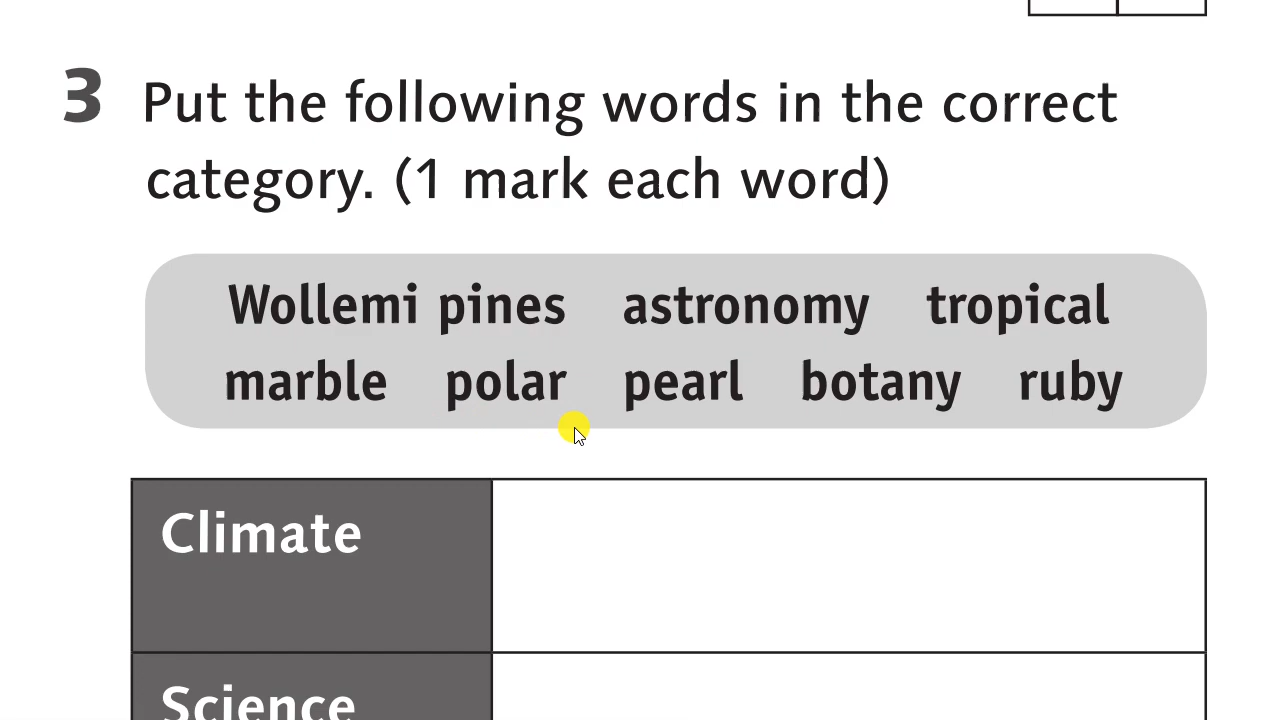 3 Put the following words in the correct
category. (1 mark each word)
Wollemi pines astronomy tropical
marble polar pearl botany ruby
Climate
Science